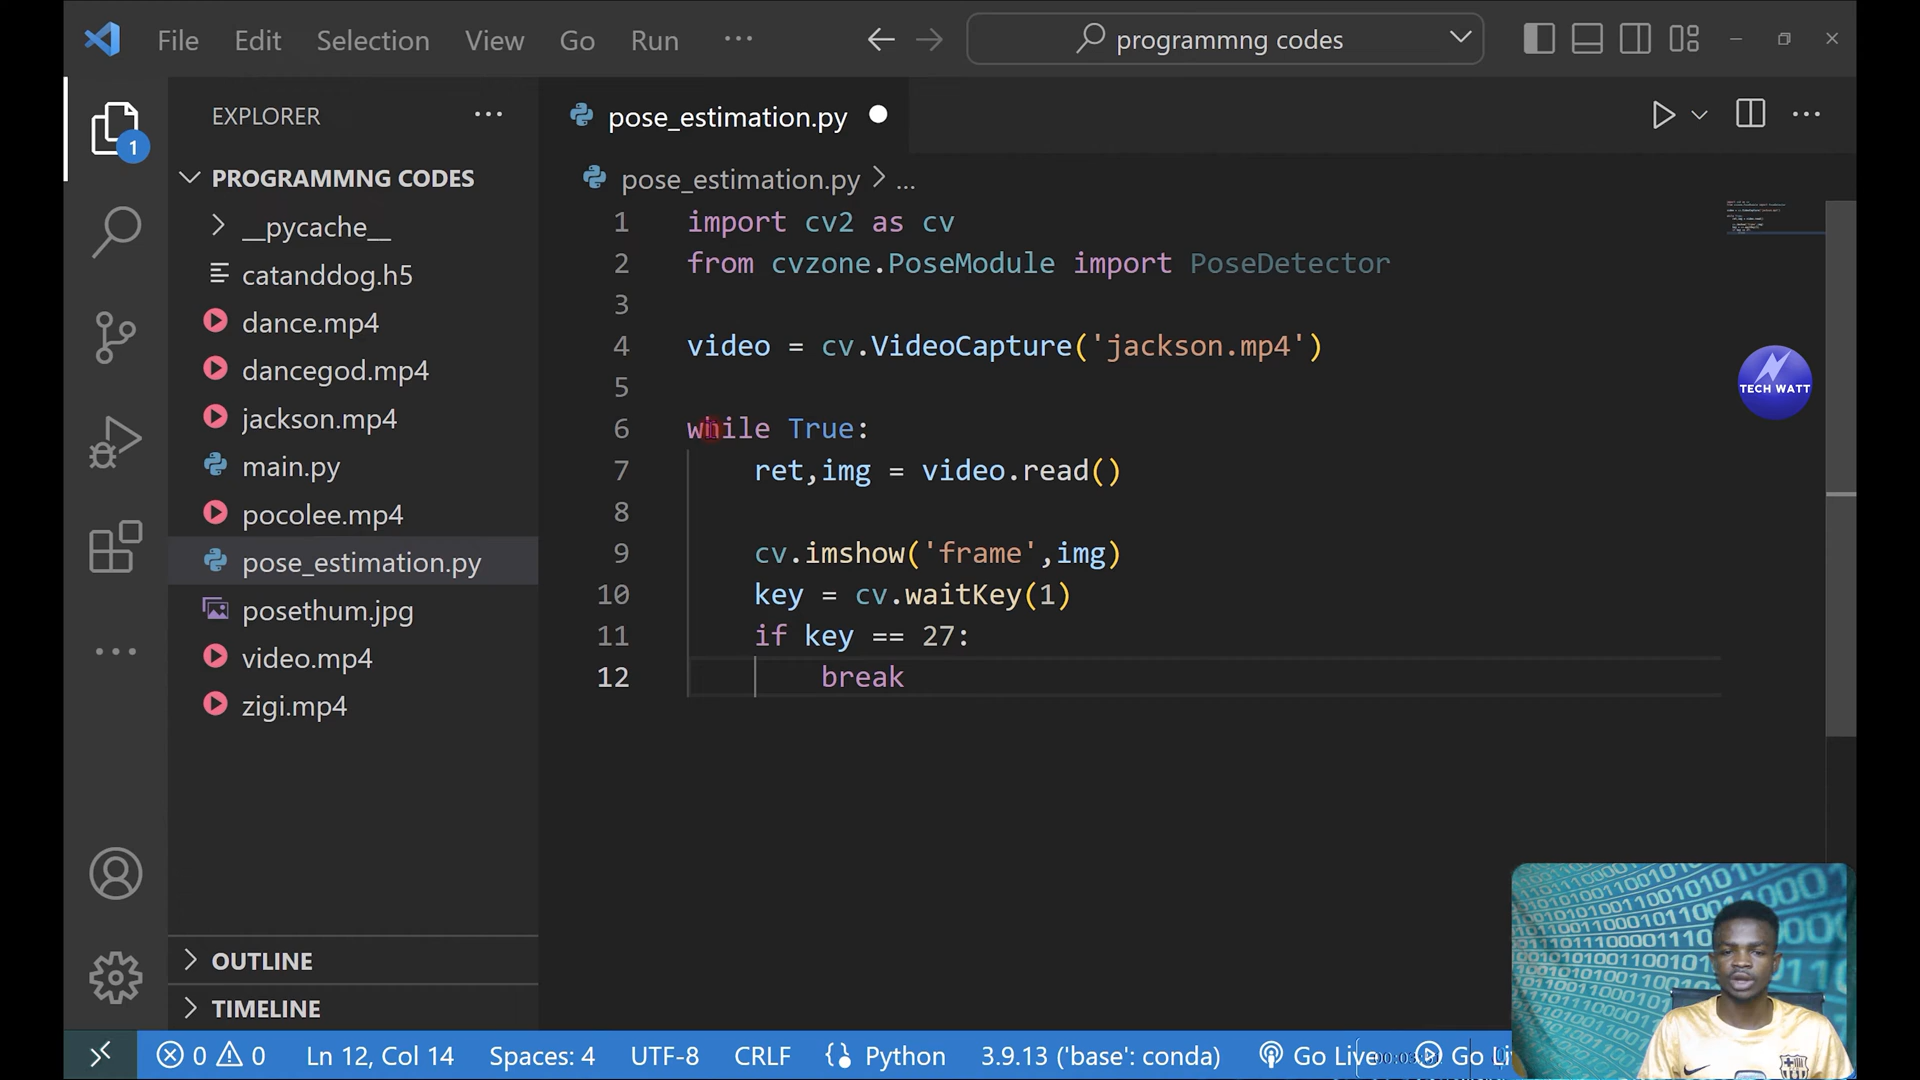 File Edit Selection View Go Run ... programmng codes
EXPLORER ...
pose_estimation.py
PROGRAMMNG CODES
pose_estimation.py > ...
__pycache__
catanddog.h5
dance.mp4
dancegod.mp4
jackson.mp4
main.py
pocolee.mp4
pose_estimation.py
posethum.jpg
video.mp4
zigi.mp4
OUTLINE
TIMELINE
1
1 import cv2 as cv
2 from cvzone.PoseModule import PoseDetector
3
4 video = cv.VideoCapture('jackson.mp4')
5
6 while True:
7 ret,img = video.read()
8
9 cv.imshow('frame',img)
10 key = cv.waitKey(1)
11 if key == 27:
12 break
TECH WATT
0 0 Ln 12, Col 14 Spaces: 4 UTF-8 CRLF Python 3.9.13 ('base': conda) Go Live Go Li